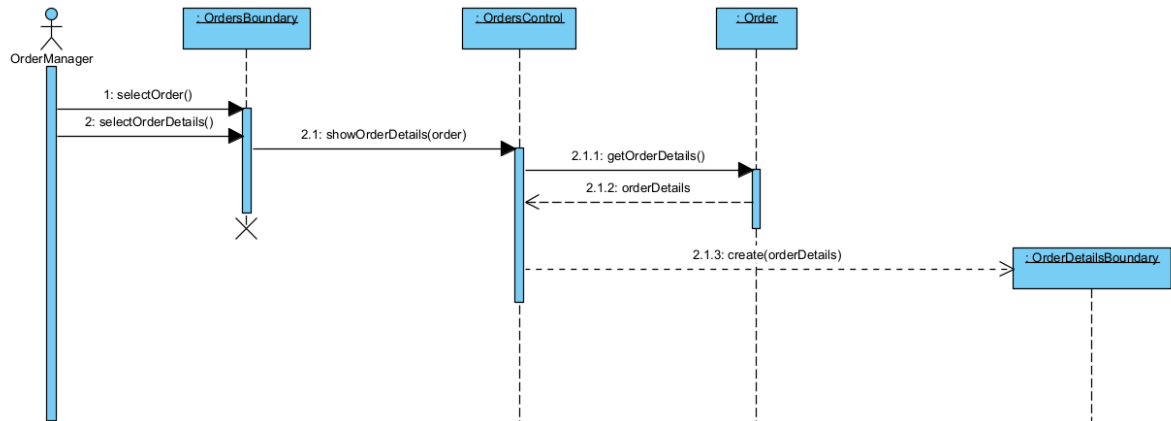 : OrdersBoundary
: OrdersControl
: Order
OrderManager
1: selectOrder()
2: selectOrderDetails()
2.1: showOrderDetails(order)
2.1.1: getOrderDetails()
2.1.2: orderDetails
2.1.3: create(orderDetails)
: OrderDetailsBoundary